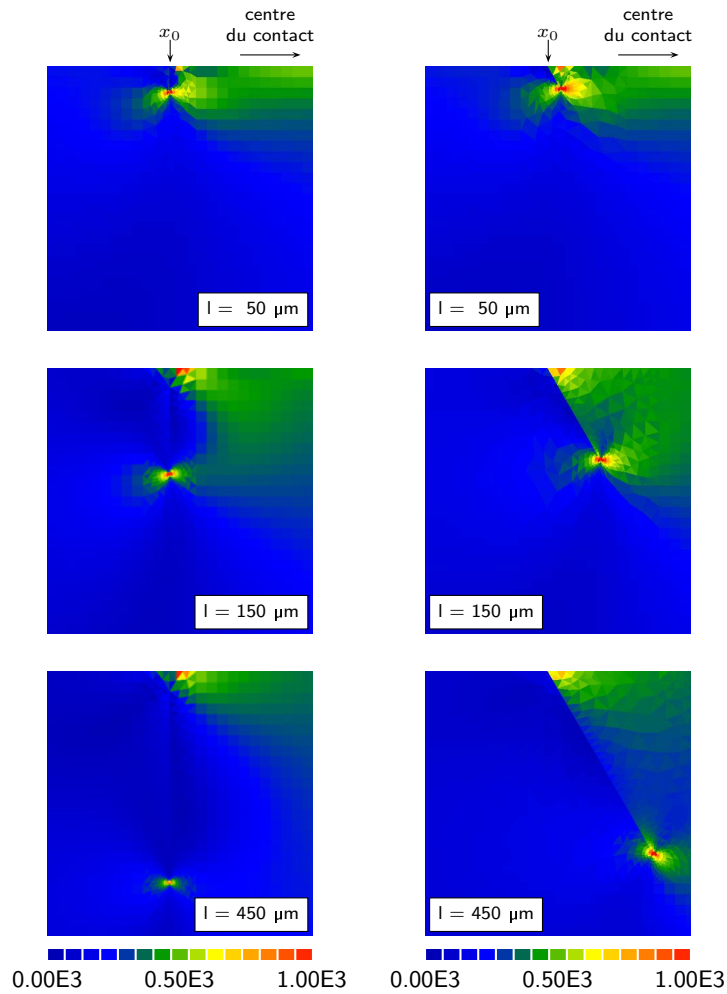 centre
du contact
x₀
centre
du contact
x₀
l = 50 µm
l = 50 µm
l = 150 µm
l = 150 µm
l = 450 µm
l = 450 µm
0.00E3 0.50E3 1.00E3
0.00E3 0.50E3 1.00E3